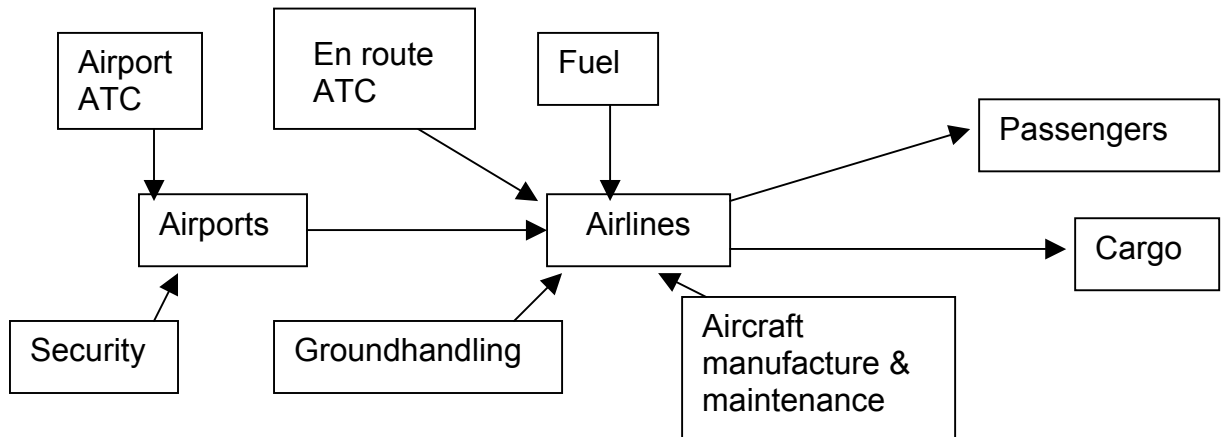 Airport
ATC
En route
ATC
Fuel
Passengers
Airports
Airlines
Cargo
Security
Groundhandling
Aircraft
manufacture &
maintenance